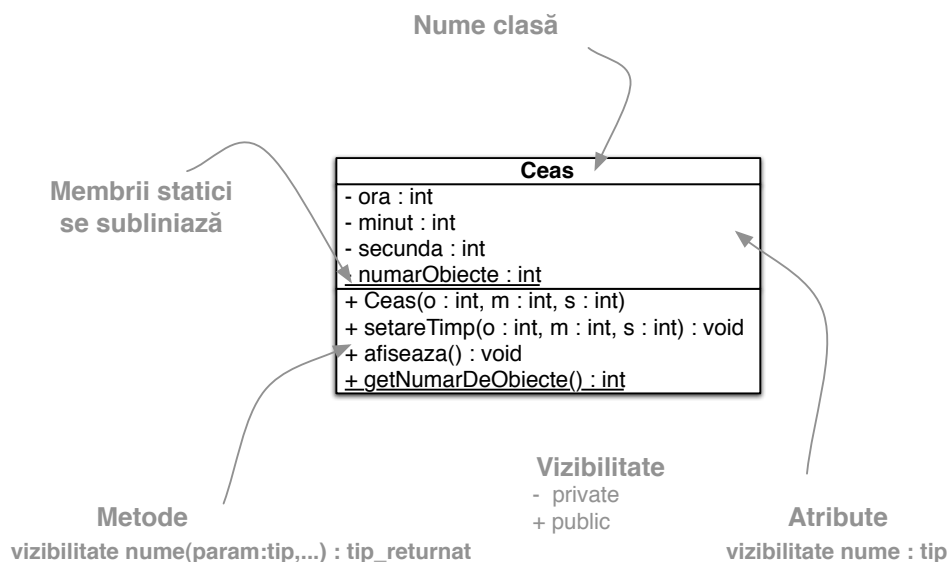 Nume clasă
Membrii statici
se subliniază
Ceas
- ora : int
- minut : int
- secunda : int
- numarObiecte : int
+ Ceas(o : int, m : int, s : int)
+ setareTimp(o : int, m : int, s : int) : void
+ afiseaza() : void
+ getNumarDeObiecte() : int
Vizibilitate
- private
+ public
Metode
vizibilitate nume(param:tip,...) : tip_returnat
Atribute
vizibilitate nume : tip